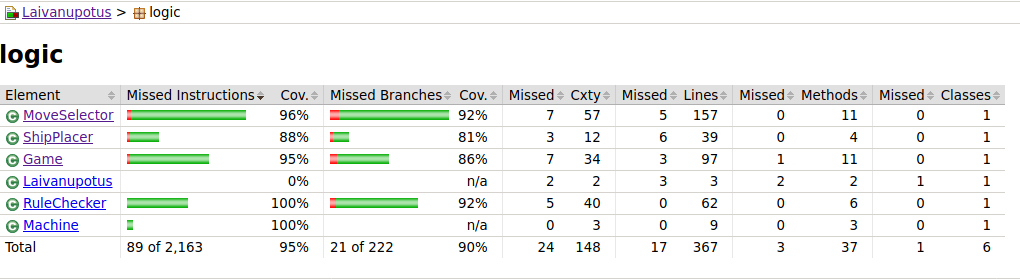 Laivanupotus > logic
logic
Element Missed Instructions Cov. Missed Branches Cov. Missed Cxty Missed Lines Missed Methods Missed Classes
MoveSelector 96% 92% 7 57 5 157 0 11 0 1
ShipPlacer 88% 81% 3 12 6 39 0 4 0 1
Game 95% 86% 7 34 3 97 1 11 0 1
Laivanupotus 0% n/a 2 2 3 3 2 2 1 1
RuleChecker 100% 92% 5 40 0 62 0 6 0 1
Machine 100% n/a 0 3 0 9 0 3 0 1
Total 89 of 2,163 95% 21 of 222 90% 24 148 17 367 3 37 1 6